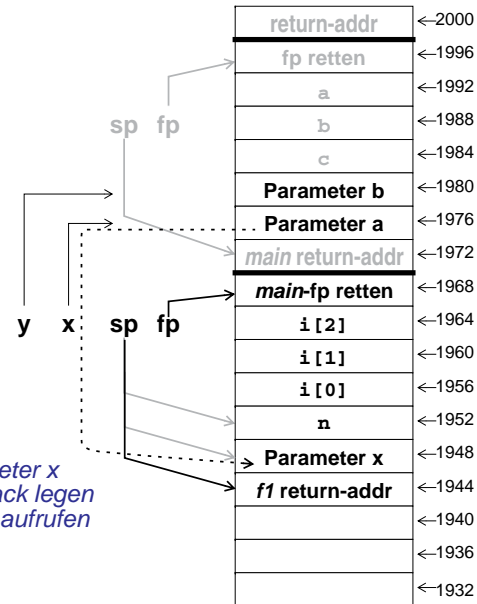 return-addr ←2000
fp retten ←1996
a ←1992
sp fp b ←1988
c ←1984
Parameter b ←1980
Parameter a ←1976
main return-addr ←1972
main-fp retten ←1968
y x sp fp i[2] ←1964
i[1] ←1960
i[0] ←1956
n ←1952
eter x Parameter x ←1948
ack legen f1 return-addr ←1944
aufrufen ←1940
←1936
←1932